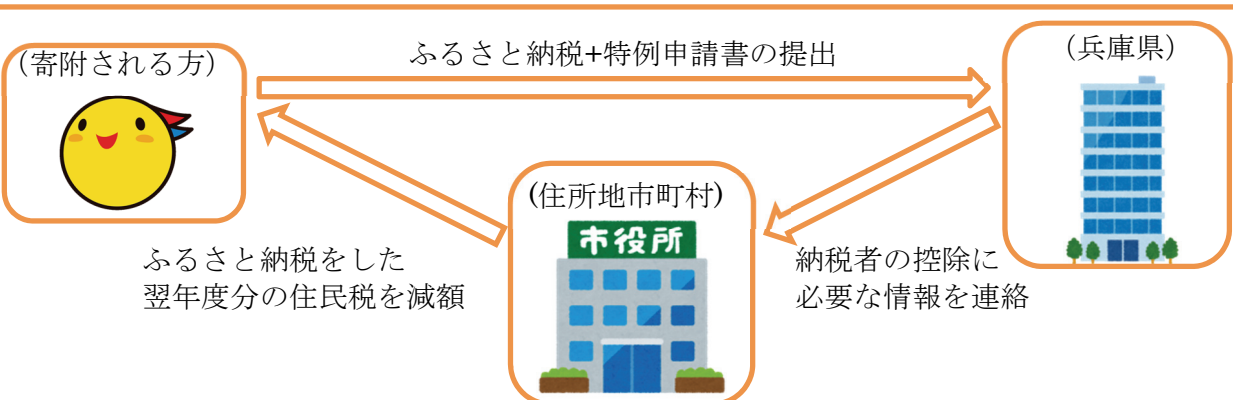 (寄附される方)
ふるさと納税+特例申請書の提出
(兵庫県)
(住所地市町村)
市役所
ふるさと納税をした
翌年度分の住民税を減額
納税者の控除に
必要な情報を連絡